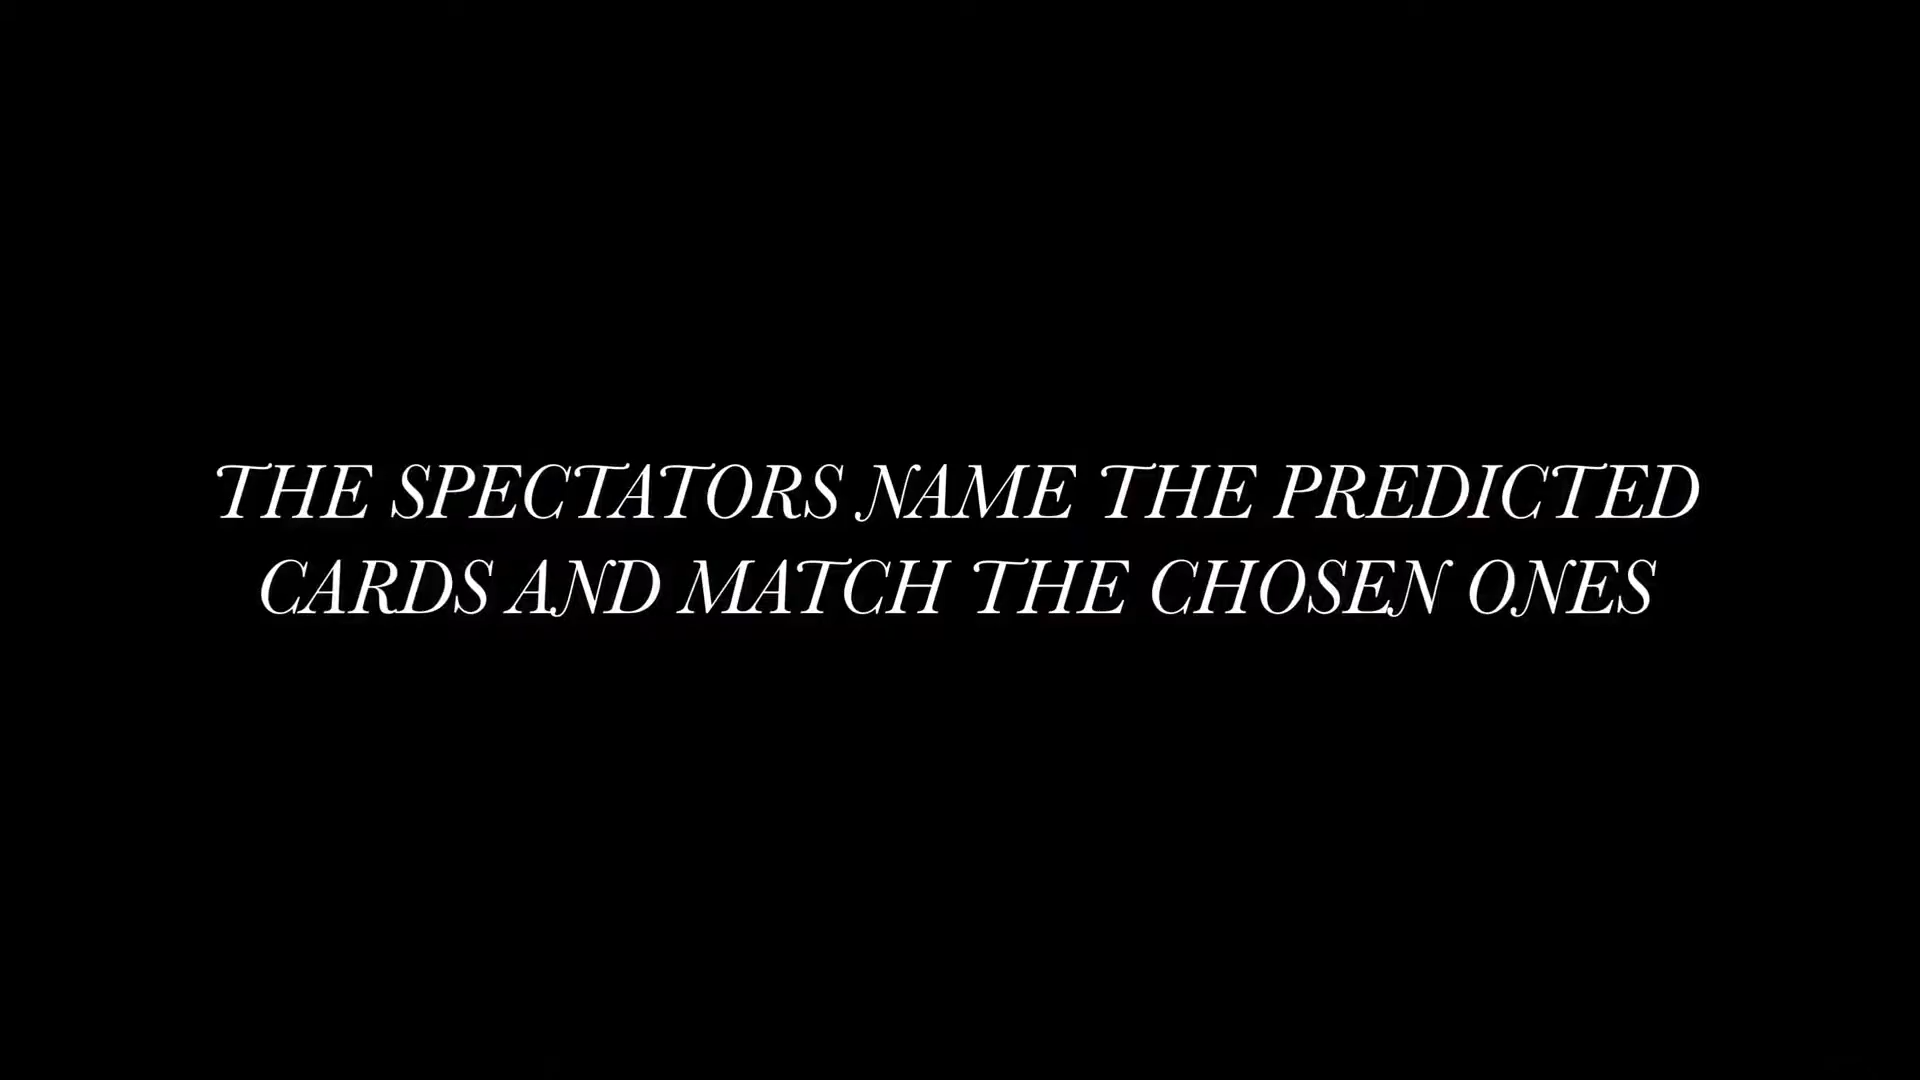 THE SPECTATORS NAME THE PREDICTED
CARDS AND MATCH THE CHOSEN ONES